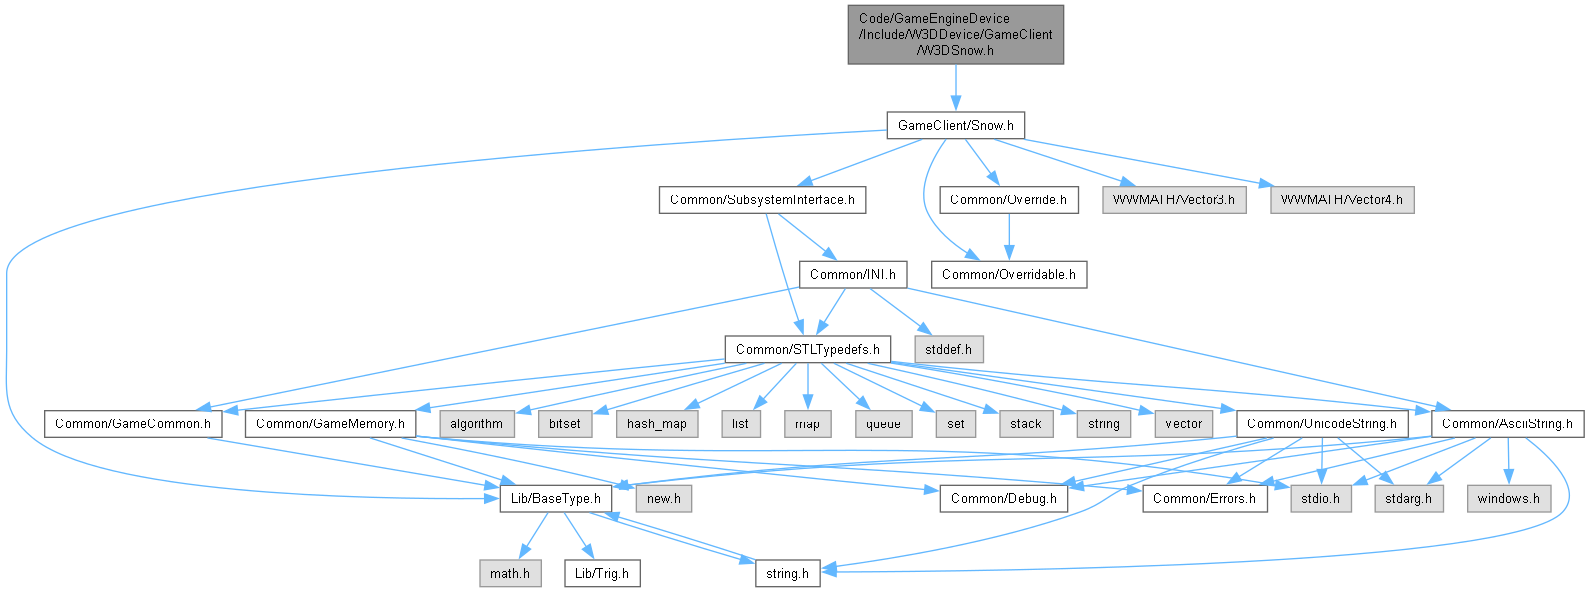 Code/GameEngineDevice
/Include/W3DDevice/GameClient
/W3DSnow.h
GameClient/Snow.h
Common/SubsystemInterface.h
Common/Override.h
WWMATH/Vector3.h
WWMATH/Vector4.h
Common/INI.h
Common/Overridable.h
Common/STLTypedefs.h
stddef.h
Common/GameCommon.h
Common/GameMemory.h
algorithm
bitset
hash_map
list
map
queue
set
stack
string
vector
Common/UnicodeString.h
Common/AsciiString.h
Lib/BaseType.h
new.h
Common/Debug.h
Common/Errors.h
stdio.h
stdarg.h
windows.h
math.h
Lib/Trig.h
string.h